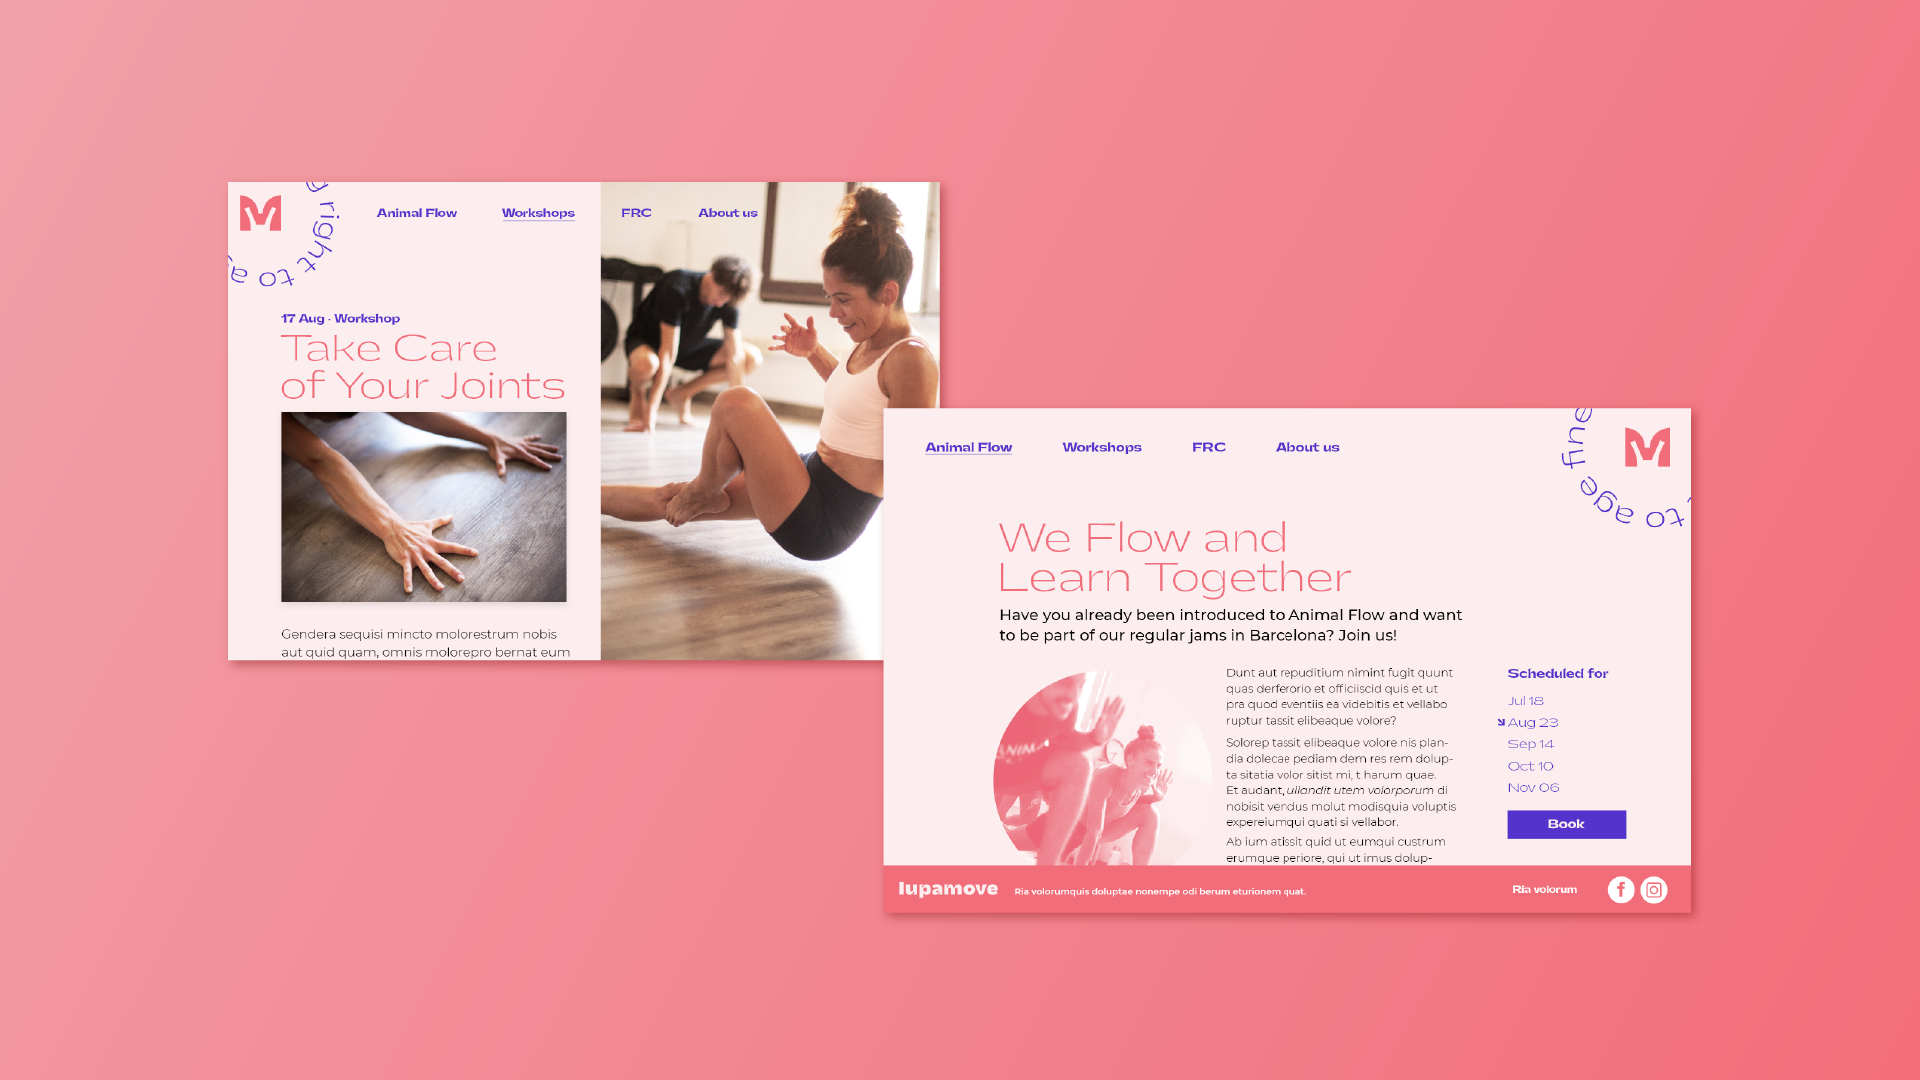 g right to a
Animal Flow Workshops FRC About us
17 Aug · Workshop
Take Care
of Your Joints
Gendera sequisi mincto molorestrum nobis
aut quid quam, omnis molorepro bernat eum
Animal Flow Workshops FRC About us
to age fine
M
We Flow and
Learn Together
Have you already been introduced to Animal Flow and want
to be part of our regular jams in Barcelona? Join us!
ANIMA
Dunt aut repuditium nimint fugit quunt
quas derferorio et officiiscid quis et ut
pra quod eventiis ea videbitis et vellabo
ruptur tassit elibeaque volore?
Solorep tassit elibeaque volore nis plan-
dia dolecae pediam dem res rem dolup-
ta sitatia volor sitist mi, t harum quae.
Et audant, ullandit utem volorporum di
nobisit vendus molut modisquia voluptis
expereiumqui quati si vellabor.
Ab ium atissit quid ut eumqui custrum
erumque periore, qui ut imus dolup-
Scheduled for
Jul 18
Aug 23
Sep 14
Oct 10
Nov 06
Book
lupamove Ria volorumquis doluptae nonempe odi berum eturionem quat. Ria volorum